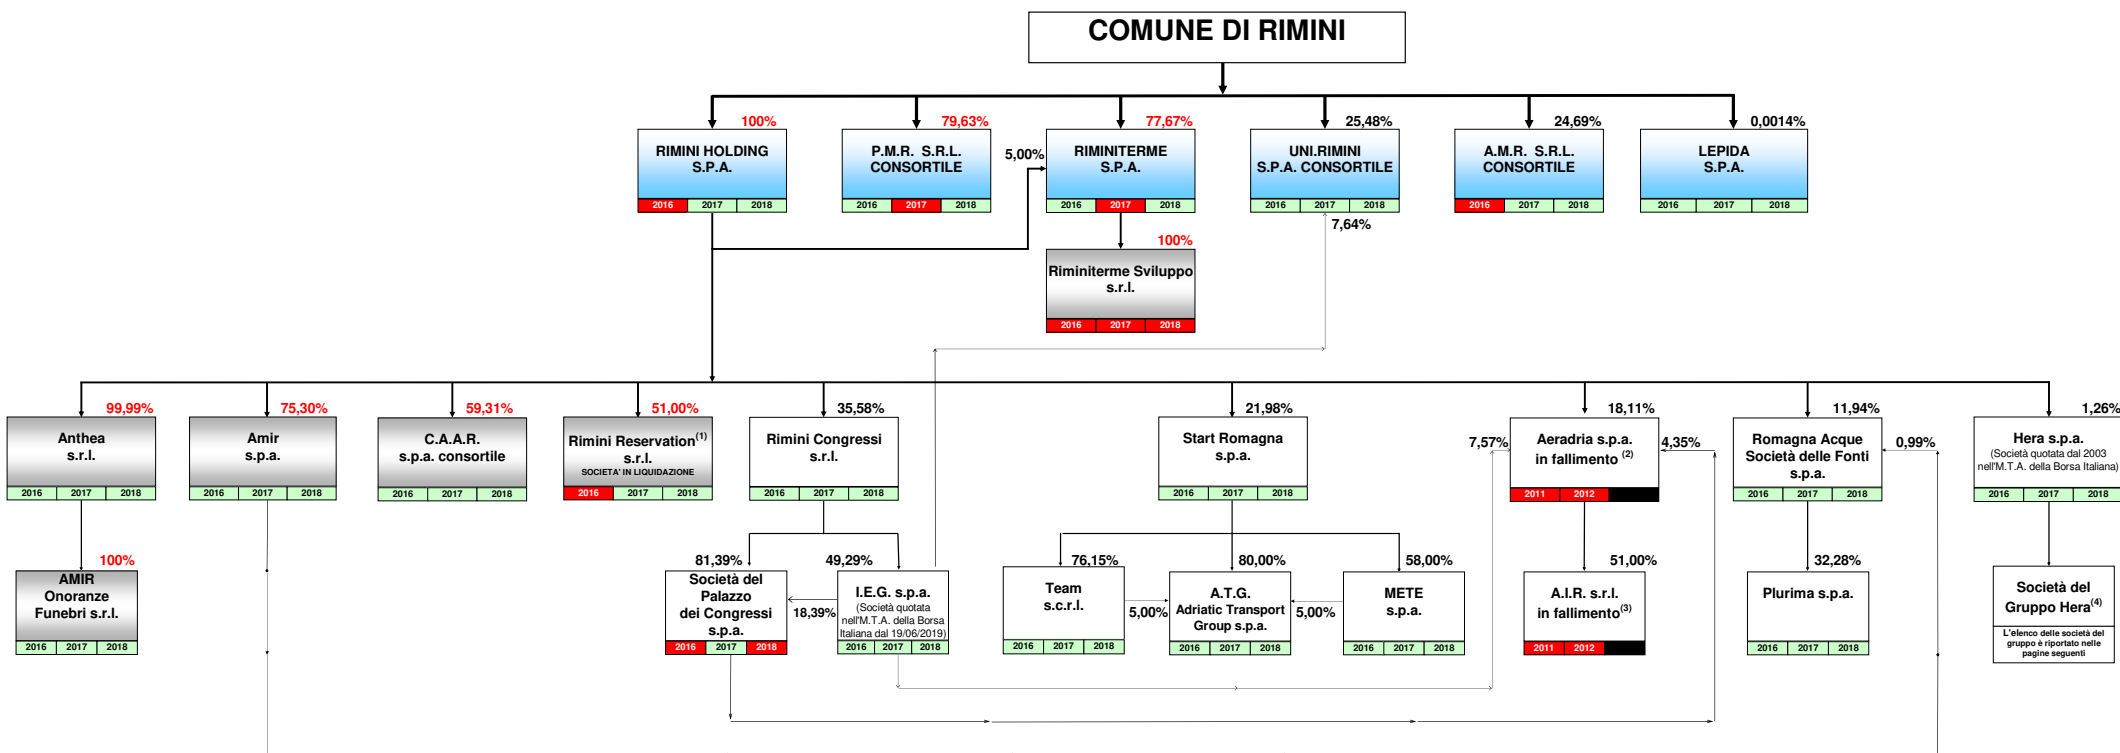 COMUNE DI RIMINI
100%
79,63%
77,67%
25,48%
24,69%
0,0014%
RIMINI HOLDING
S.P.A.
2016 2017 2018
P.M.R. S.R.L.
CONSORTILE
2016 2017 2018
5,00%
RIMINITERME
S.P.A.
2016 2017 2018
UNI.RIMINI
S.P.A. CONSORTILE
2016 2017 2018
7,64%
A.M.R. S.R.L.
CONSORTILE
2016 2017 2018
LEPIDA
S.P.A.
2016 2017 2018
100%
Riminiterme Sviluppo
s.r.l.
2016 2017 2018
99,99%
Anthea
s.r.l.
2016 2017 2018
75,30%
Amir
s.p.a.
2016 2017 2018
59,31%
C.A.A.R.
s.p.a. consortile
2016 2017 2018
51,00%
Rimini Reservation(1)
s.r.l.
SOCIETA' IN LIQUIDAZIONE
2016 2017 2018
35,58%
Rimini Congressi
s.r.l.
2016 2017 2018
21,98%
Start Romagna
s.p.a.
2016 2017 2018
18,11%
7,57%
Aeradria s.p.a.
in fallimento (2)
4,35%
2011 2012
11,94%
Romagna Acque
Società delle Fonti
s.p.a.
0,99%
2016 2017 2018
1,26%
Hera s.p.a.
(Società quotata dal 2003
nell'M.T.A. della Borsa Italiana)
2016 2017 2018
100%
AMIR
Onoranze
Funebri s.r.l.
2016 2017 2018
81,39%
Società del
Palazzo
dei Congressi
s.p.a.
2016 2017 2018
18,39%
49,29%
I.E.G. s.p.a.
(Società quotata
nell'M.T.A. della Borsa
Italiana dal 19/06/2019)
2016 2017 2018
76,15%
Team
s.c.r.l.
2016 2017 2018
5,00%
80,00%
A.T.G.
Adriatic Transport
Group s.p.a.
2016 2017 2018
5,00%
58,00%
METE
s.p.a.
2016 2017 2018
51,00%
A.I.R. s.r.l.
in fallimento(3)
2011 2012
32,28%
Plurima s.p.a.
2016 2017 2018
Società del
Gruppo Hera(4)
L'elenco delle società del
gruppo è riportato nelle
pagine seguenti